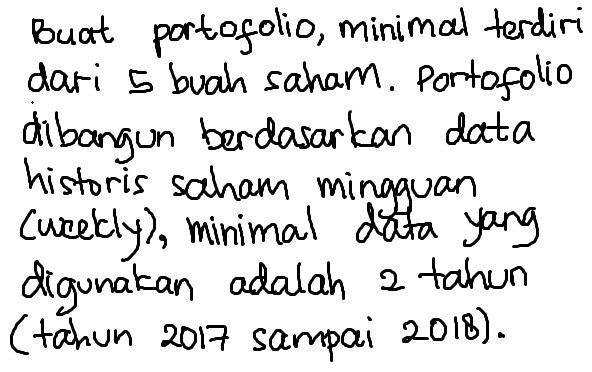 Buat portofolio, minimal terdiri
dari 5 buah saham. Portofolio
dibangun berdasarkan data
historis saham mingguan
(weekly), minimal data yang
digunakan adalah 2 tahun
(tahun 2017 sampai 2018).